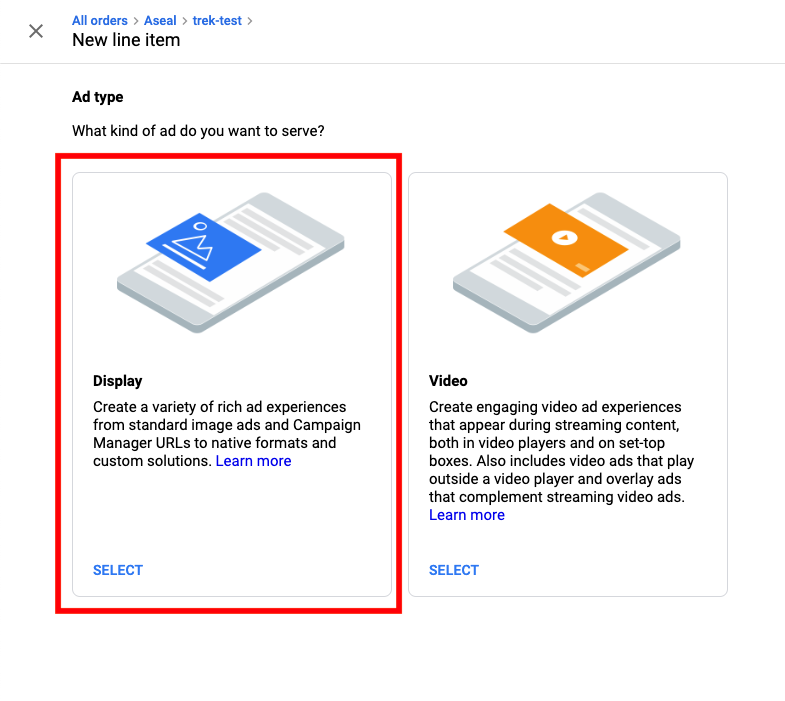 All orders > Aseal > trek-test >
New line item
Ad type
What kind of ad do you want to serve?
Display
Create a variety of rich ad experiences
from standard image ads and Campaign
Manager URLs to native formats and
custom solutions. Learn more
SELECT
Video
Create engaging video ad experiences
that appear during streaming content,
both in video players and on set-top
boxes. Also includes video ads that play
outside a video player and overlay ads
that complement streaming video ads.
Learn more
SELECT